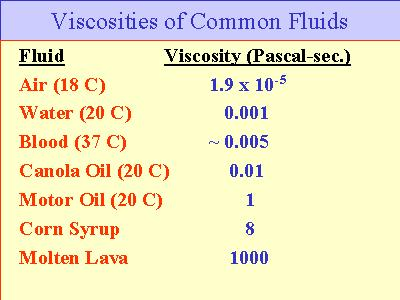 Viscosities of Common Fluids
Fluid Viscosity (Pascal-sec.)
Air (18 C) 1.9 x 10⁻⁵
Water (20 C) 0.001
Blood (37 C) ~ 0.005
Canola Oil (20 C) 0.01
Motor Oil (20 C) 1
Corn Syrup 8
Molten Lava 1000